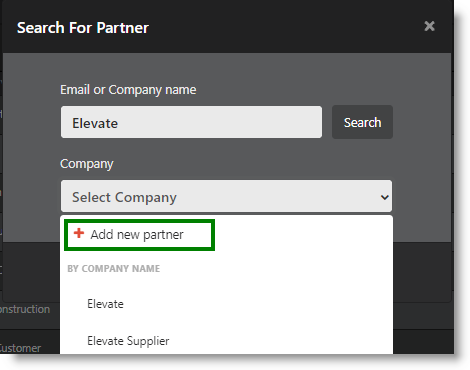 Search For Partner ×
Email or Company name
Elevate Search
Company
Select Company
+ Add new partner
BY COMPANY NAME
Elevate
nstruction
Elevate Supplier
Customer